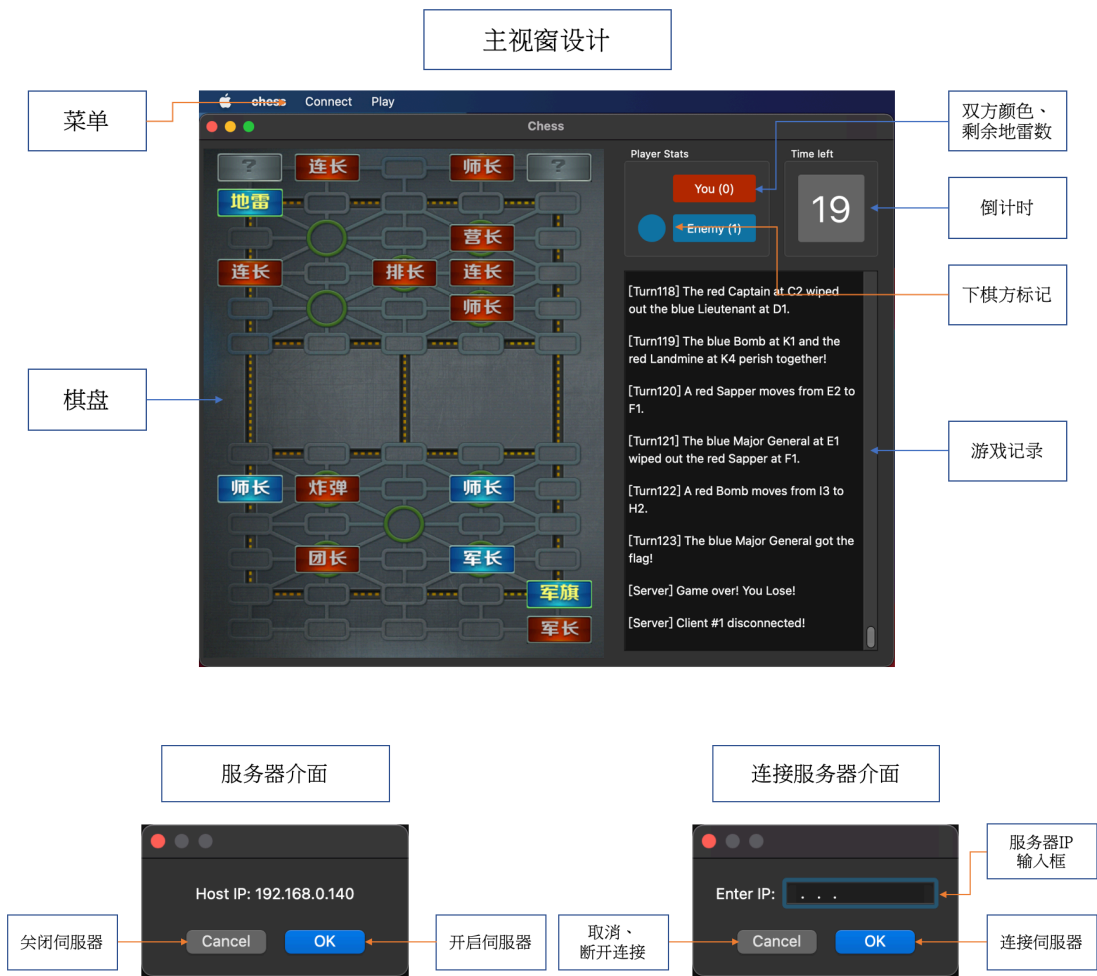 主视窗设计
菜单
chess Connect Play
Chess
双方颜色、
剩余地雷数
Player Stats
Time left
You (0)
Enemy (1)
19
倒计时
下棋方标记
棋盘
? 连长 师长 ?
地雷
营长
连长 排长 连长
师长
师长 炸弹 师长
团长 军长
军旗
军长
[Turn118] The red Captain at C2 wiped
out the blue Lieutenant at D1.
[Turn119] The blue Bomb at K1 and the
red Landmine at K4 perish together!
[Turn120] A red Sapper moves from E2 to
F1.
[Turn121] The blue Major General at E1
wiped out the red Sapper at F1.
[Turn122] A red Bomb moves from I3 to
H2.
[Turn123] The blue Major General got the
flag!
[Server] Game over! You Lose!
[Server] Client #1 disconnected!
游戏记录
服务器介面
Host IP: 192.168.0.140
Cancel OK
关闭伺服器
开启伺服器
连接服务器介面
Enter IP: . . .
Cancel OK
服务器IP
输入框
取消、
断开连接
连接伺服器